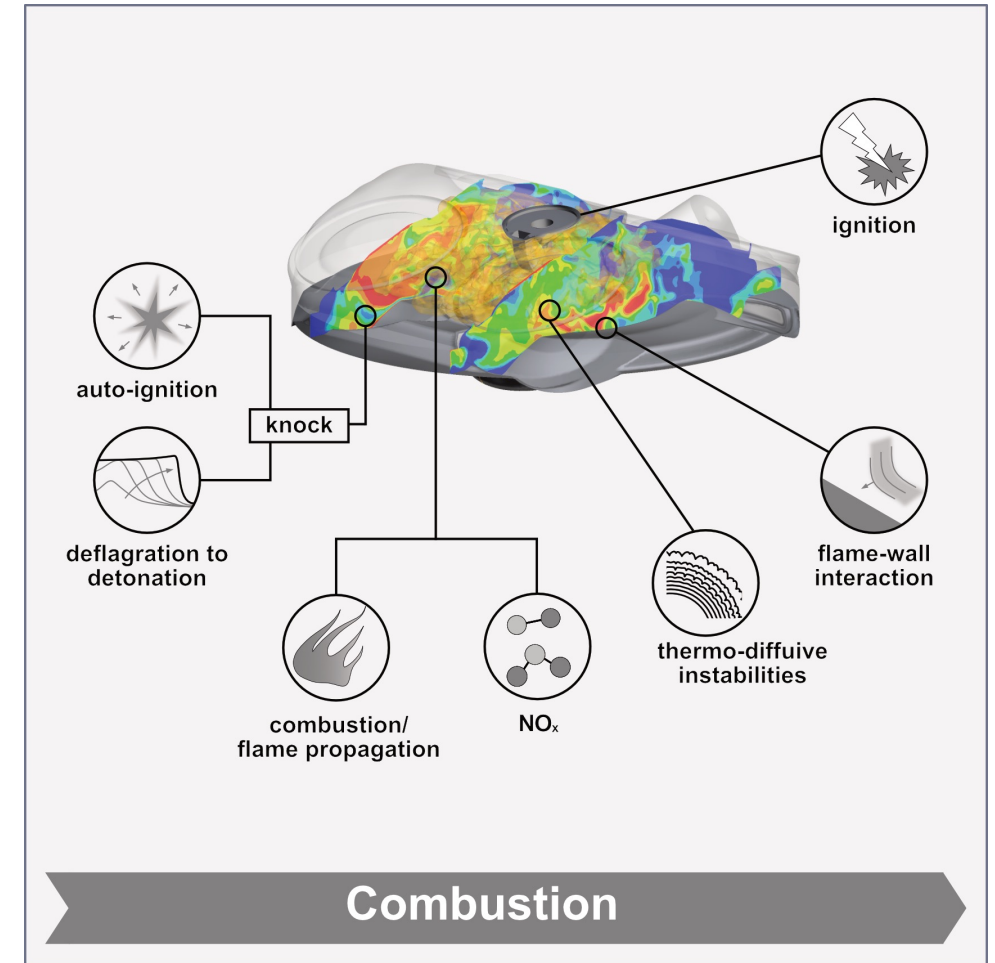 ignition
auto-ignition
knock
deflagration to
detonation
flame-wall
interaction
thermo-diffuive
instabilities
combustion/
flame propagation
NOₓ
Combustion